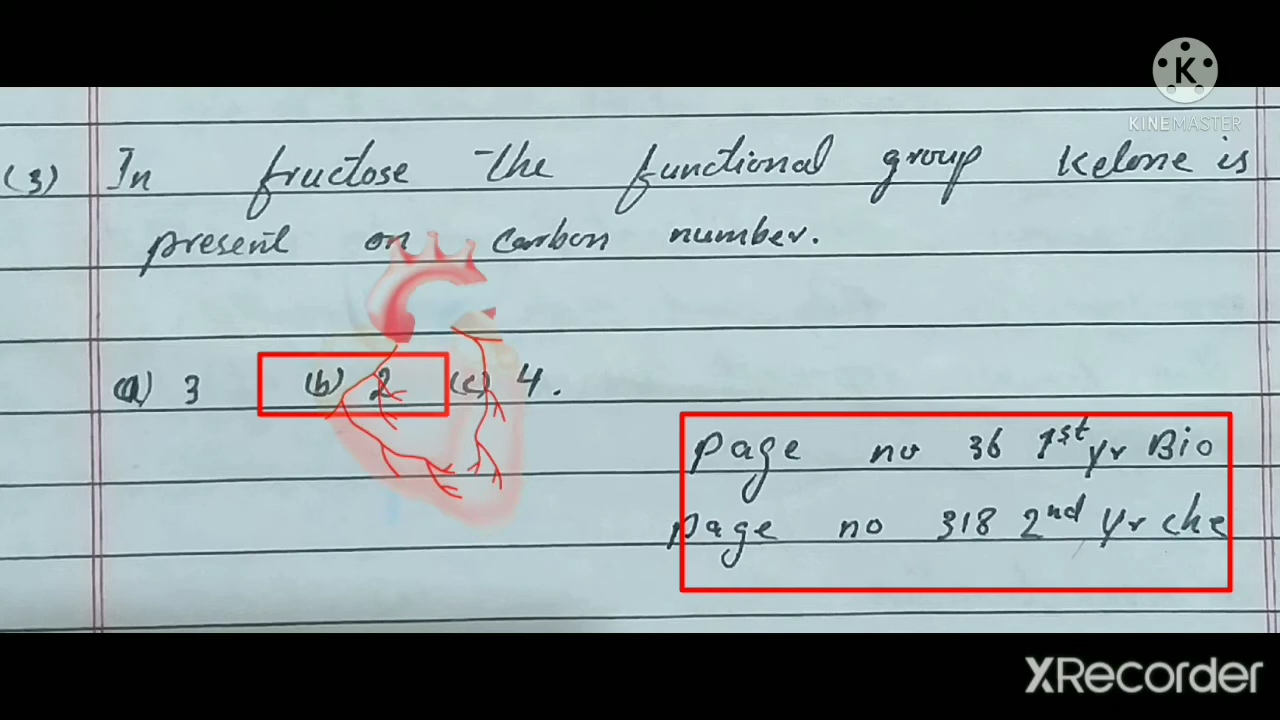 K
KINEMASTER
(3) In fructose the functional group Ketone is
present on carbon number.
(a) 3 (b) 2 (c) 4.
page no 36 1st yr Bio
page no 318 2nd yr che
XRecorder